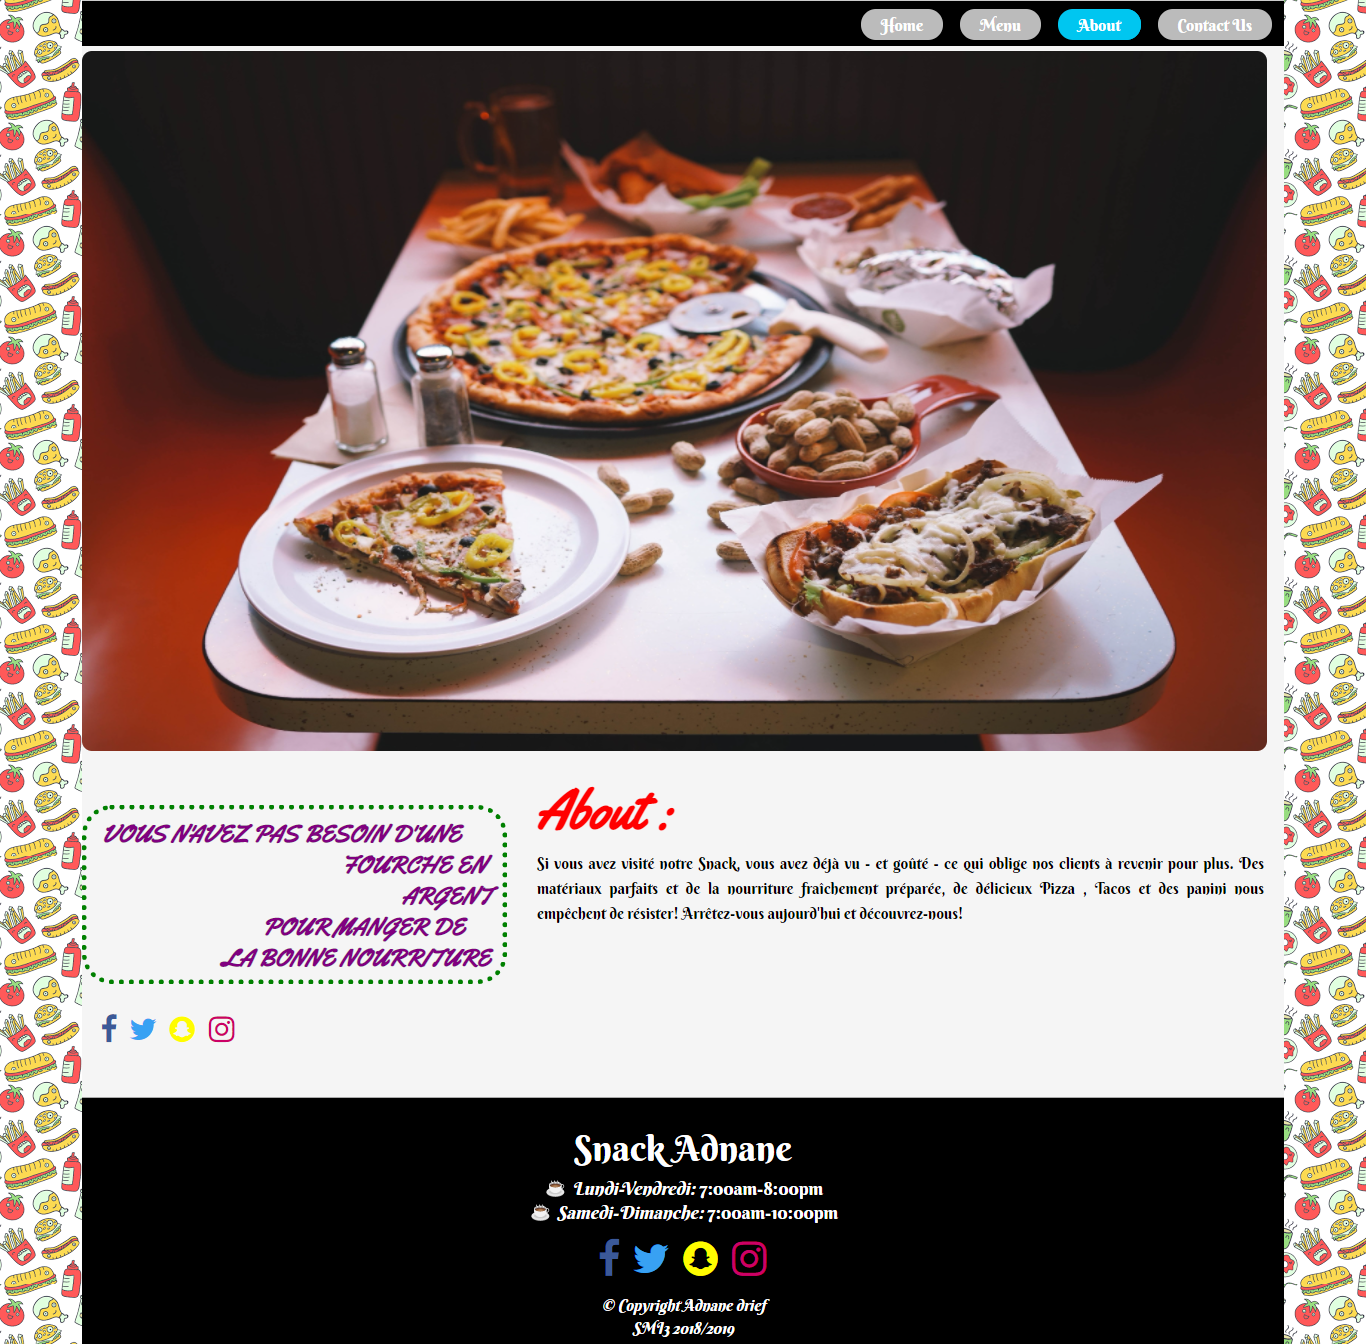 Home Menu About Contact Us
About :
VOUS N'AVEZ PAS BESOIN D'UNE
FOURCHE EN
ARGENT
POUR MANGER DE
LA BONNE NOURRITURE
Si vous avez visité notre Snack, vous avez déjà vu - et goûté - ce qui oblige nos clients à revenir pour plus. Des
matériaux parfaits et de la nourriture fraîchement préparée, de délicieux Pizza , Tacos et des panini nous
empêchent de résister! Arrêtez-vous aujourd'hui et découvrez-nous!
Snack Adnane
Lundi-Vendredi: 7:00am-8:00pm
Samedi-Dimanche: 7:00am-10:00pm
© Copyright Adnane drief
SMI3 2018/2019